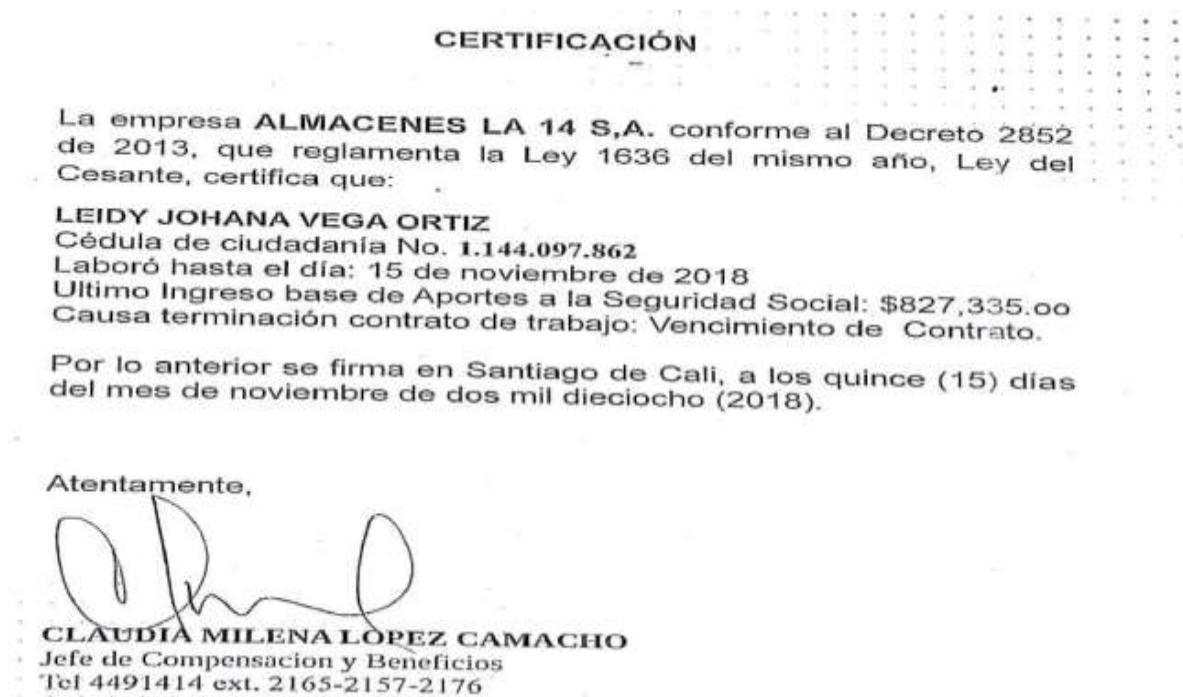 CERTIFICACIÓN
La empresa ALMACENES LA 14 S,A. conforme al Decreto 2852
de 2013, que reglamenta la Ley 1636 del mismo año, Ley del
Cesante, certifica que:
LEIDY JOHANA VEGA ORTIZ
Cédula de ciudadanía No. 1.144.097.862
Laboró hasta el día: 15 de noviembre de 2018
Ultimo Ingreso base de Aportes a la Seguridad Social: $827,335.oo
Causa terminación contrato de trabajo: Vencimiento de Contrato.
Por lo anterior se firma en Santiago de Cali, a los quince (15) días
del mes de noviembre de dos mil dieciocho (2018).
Atentamente,
CLAUDIA MILENA LOPEZ CAMACHO
Jefe de Compensacion y Beneficios
Tel 4491414 ext. 2165-2157-2176